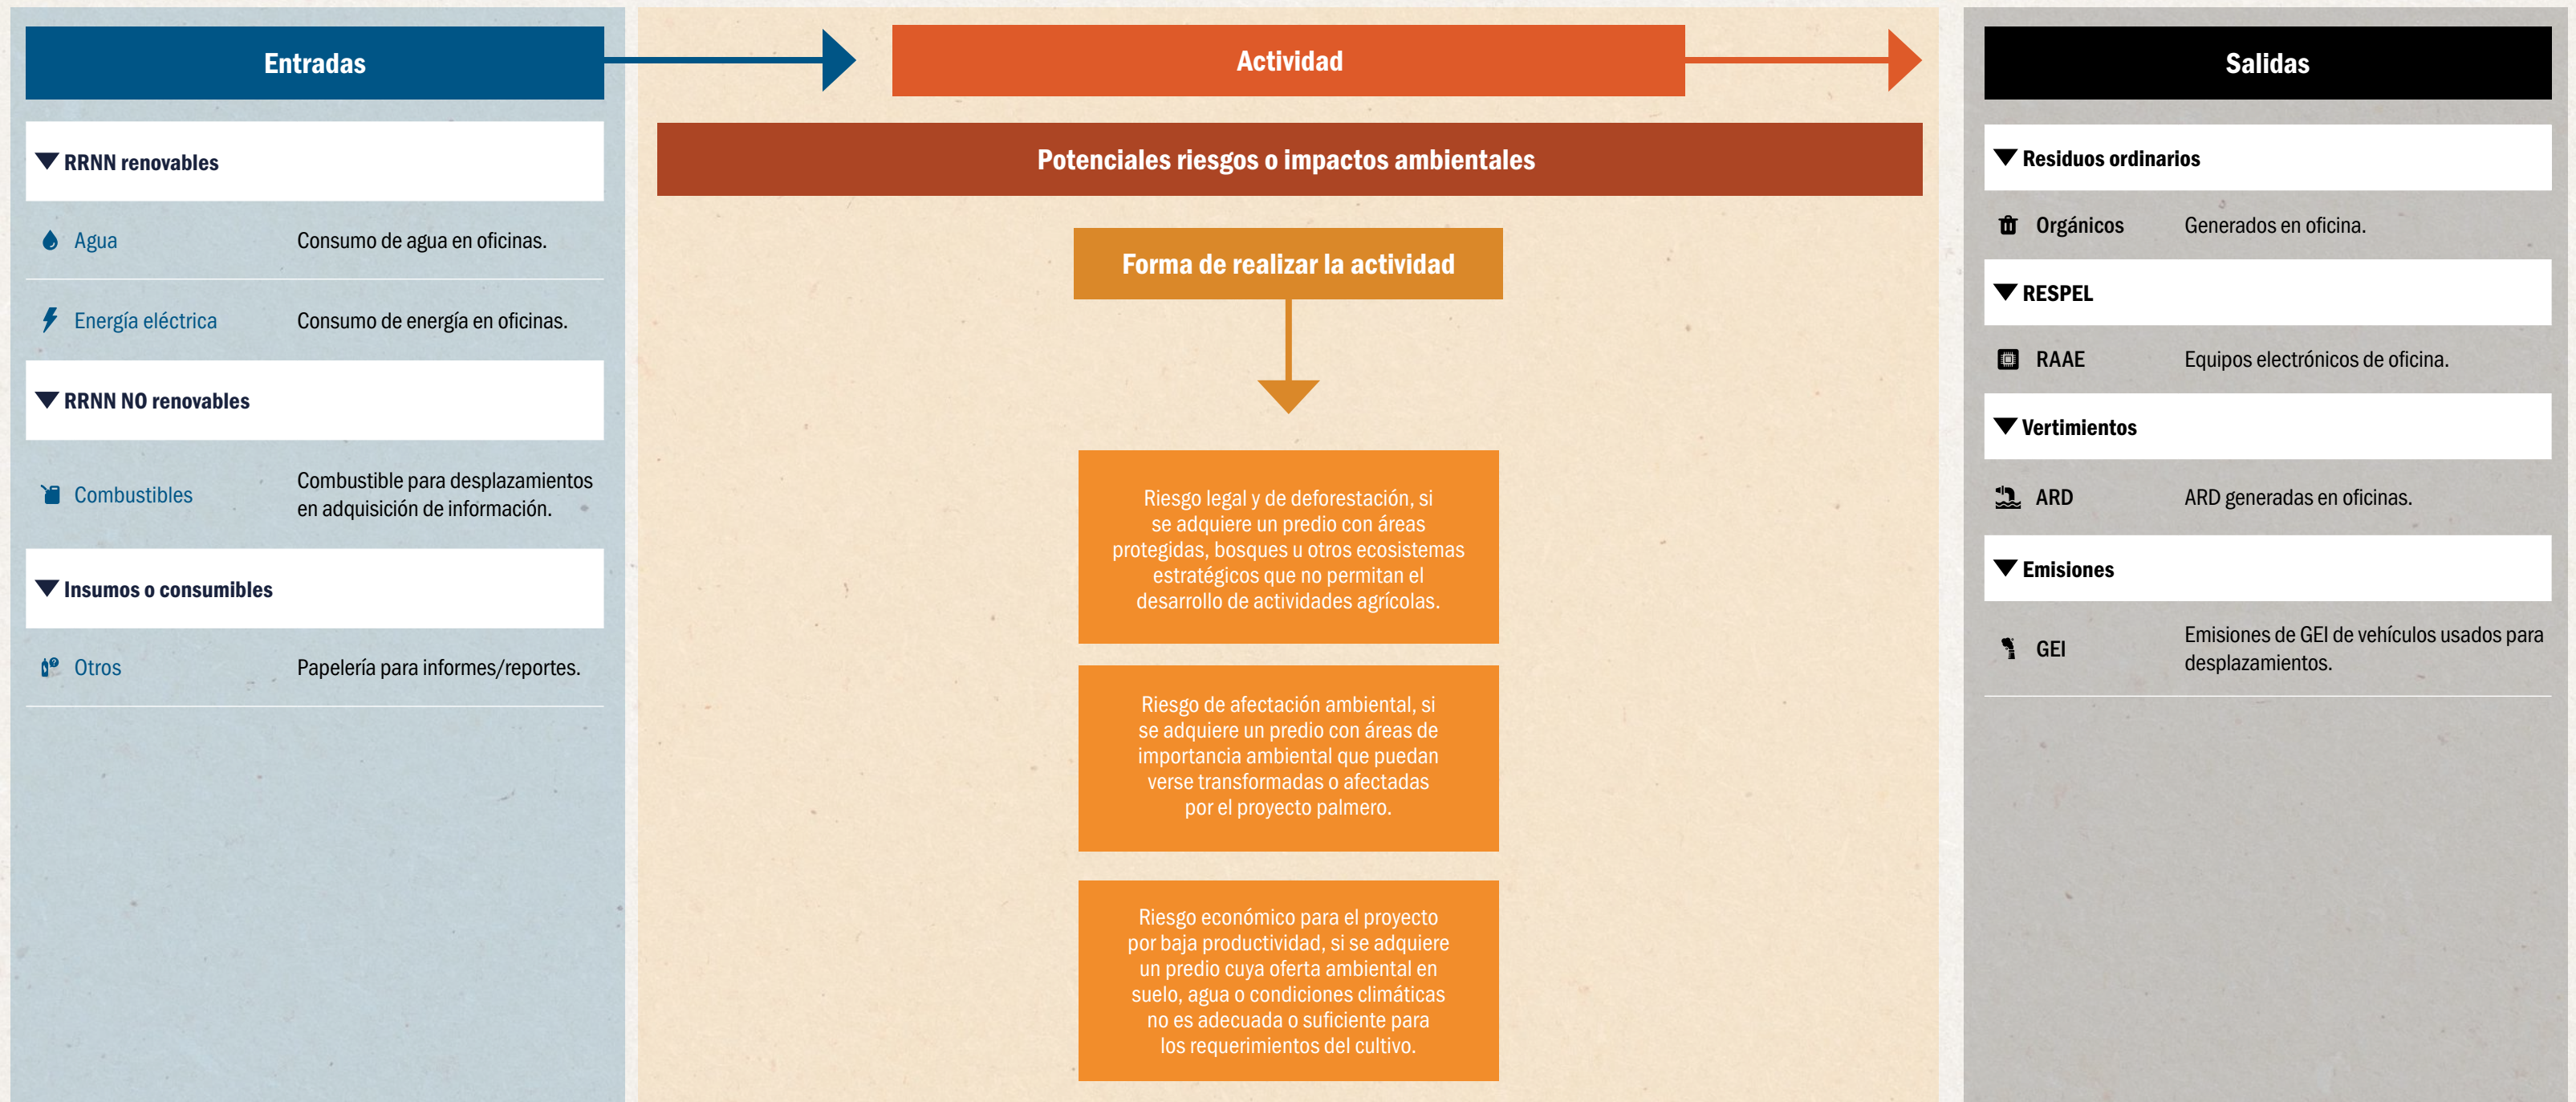 Entradas
RRNN renovables
Agua
Consumo de agua en oficinas.
Energía eléctrica
Consumo de energía en oficinas.
RRNN NO renovables
Combustibles
Combustible para desplazamientos
en adquisición de información.
Insumos o consumibles
Otros
Papelería para informes/reportes.
Actividad
Potenciales riesgos o impactos ambientales
Forma de realizar la actividad
Riesgo legal y de deforestación, si
se adquiere un predio con áreas
protegidas, bosques u otros ecosistemas
estratégicos que no permitan el
desarrollo de actividades agrícolas.
Riesgo de afectación ambiental, si
se adquiere un predio con áreas de
importancia ambiental que puedan
verse transformadas o afectadas
por el proyecto palmero.
Riesgo económico para el proyecto
por baja productividad, si se adquiere
un predio cuya oferta ambiental en
suelo, agua o condiciones climáticas
no es adecuada o suficiente para
los requerimientos del cultivo.
Salidas
Residuos ordinarios
Orgánicos
Generados en oficina.
RESPEL
RAAE
Equipos electrónicos de oficina.
Vertimientos
ARD
ARD generadas en oficinas.
Emisiones
GEI
Emisiones de GEI de vehículos usados para
desplazamientos.